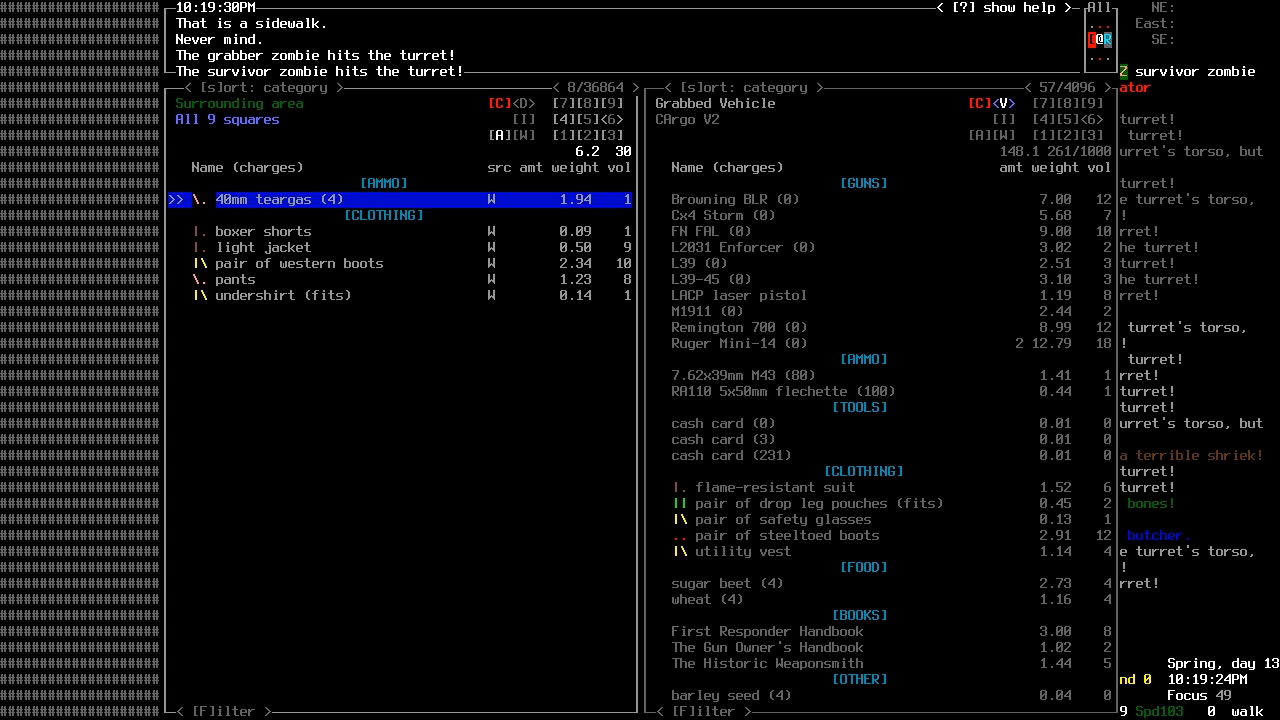 10:19:30PM < [?] show help > All NE:
That is a sidewalk. East:
Never mind. @R SE:
The grabber zombie hits the turret!
The survivor zombie hits the turret! Z survivor zombie
< [s]ort: category > < 8/36864 > < [s]ort: category > < 57/4096 > ator
Surrounding area [C]<D> [7][8][9] Grabbed Vehicle [C]<V> [7][8][9]
All 9 squares [I] [4][5]<6> CArgo V2 [I] [4][5]<6> turret!
[A][W] [1][2][3] [A][W] [1][2][3] turret!
6.2 30 148.1 261/1000 urret's torso, but
Name (charges) src amt weight vol Name (charges) amt weight vol
[AMMO] [GUNS] turret!
>> \. 40mm teargas (4) W 1.94 1 Browning BLR (0) 7.00 12 e turret's torso,
[CLOTHING] Cx4 Storm (0) 5.68 7 !
|. boxer shorts W 0.09 1 FN FAL (0) 9.00 10 rret!
|. light jacket W 0.50 9 L2031 Enforcer (0) 3.02 2 he turret!
|\ pair of western boots W 2.34 10 L39 (0) 2.51 3 turret!
\. pants W 1.23 8 L39-45 (0) 3.10 3 he turret!
|\ undershirt (fits) W 0.14 1 LACP laser pistol 1.19 8 rret!
M1911 (0) 2.44 2
Remington 700 (0) 8.99 12 turret's torso,
Ruger Mini-14 (0) 2 12.79 18 !
[AMMO] turret!
7.62x39mm M43 (80) 1.41 1 rret!
RA110 5x50mm flechette (100) 0.44 1 turret!
[TOOLS] turret!
cash card (0) 0.01 0 urret's torso, but
cash card (3) 0.01 0
cash card (231) 0.01 0 a terrible shriek!
[CLOTHING] turret!
|. flame-resistant suit 1.52 6 turret!
|| pair of drop leg pouches (fits) 0.45 2 bones!
|\ pair of safety glasses 0.13 1
.. pair of steeltoed boots 2.91 12 butcher.
|\ utility vest 1.14 4 e turret's torso,
[FOOD] !
sugar beet (4) 2.73 4 rret!
wheat (4) 1.16 4
[BOOKS]
First Responder Handbook 3.00 8
The Gun Owner's Handbook 1.02 2
The Historic Weaponsmith 1.44 5 Spring, day 13
[OTHER] nd 0 10:19:24PM
barley seed (4) 0.04 0 Focus 49
< [F]ilter > < [F]ilter > 9 Spd103 0 walk